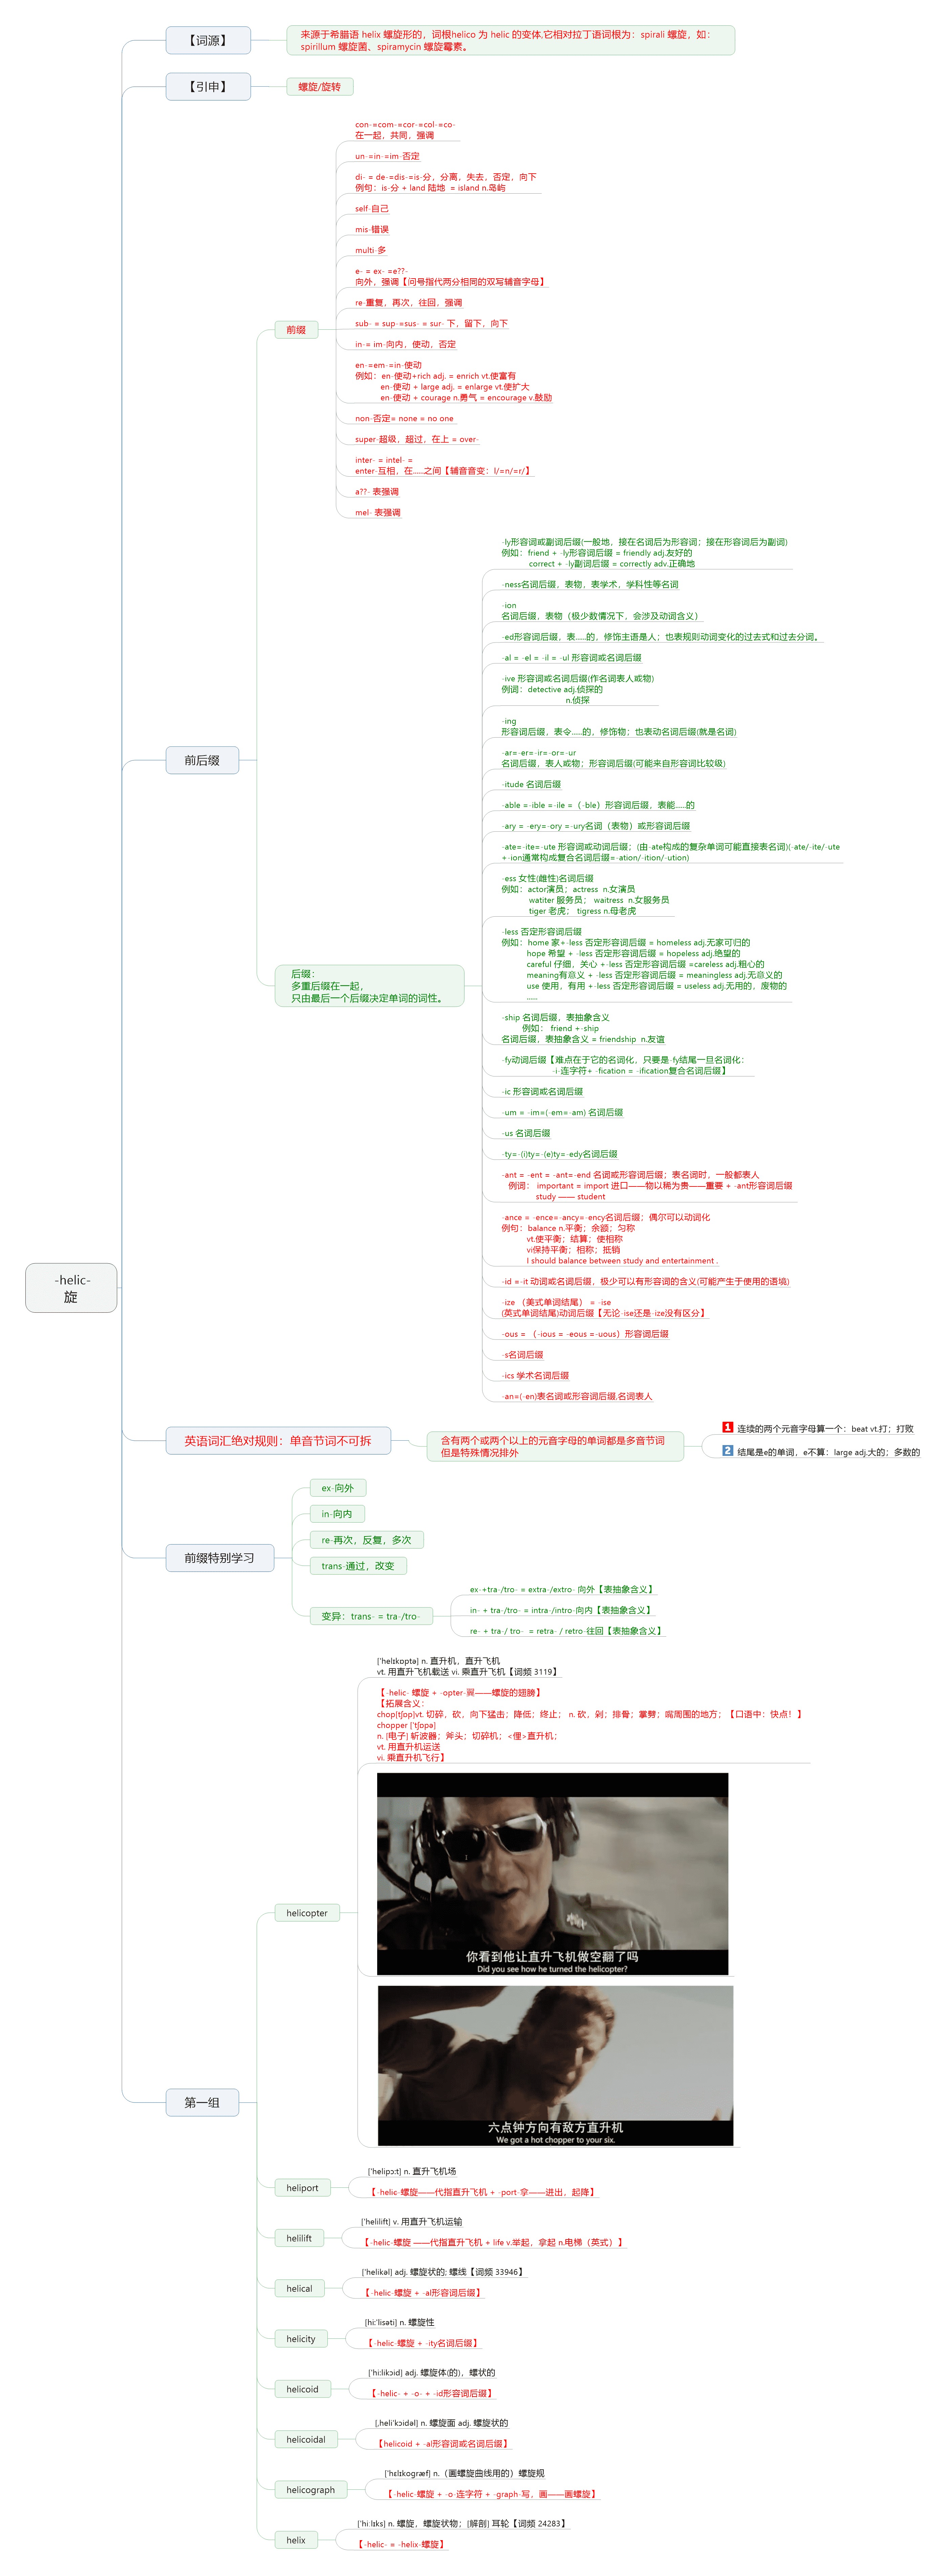 -helic-
旋
【词源】
来源于希腊语 helix 螺旋形的，词根helico 为 helic 的变体,它相对拉丁语词根为：spirali 螺旋，如：
spirillum 螺旋菌、spiramycin 螺旋霉素。
【引申】
螺旋/旋转
前后缀
前缀
con-=com-=cor-=col-=co-
在一起，共同，强调
un-=in-=im-否定
di- = de-=dis-=is-分，分离，失去，否定，向下
例句：is-分 + land 陆地 = island n.岛屿
self-自己
mis-错误
multi-多
e- = ex- =e??-
向外，强调【问号指代两分相同的双写辅音字母】
re-重复，再次，往回，强调
sub- = sup-=sus- = sur- 下，留下，向下
in-= im-向内，使动，否定
en-=em-=in-使动
例如：en-使动+rich adj. = enrich vt.使富有
en-使动 + large adj. = enlarge vt.使扩大
en-使动 + courage n.勇气 = encourage v.鼓励
non-否定= none = no one
super-超级，超过，在上 = over-
inter- = intel- =
enter-互相，在......之间【辅音音变：l/=n/=r/】
a??- 表强调
mel- 表强调
后缀：
多重后缀在一起，
只由最后一个后缀决定单词的词性。
-ly形容词或副词后缀(一般地，接在名词后为形容词；接在形容词后为副词)
例如：friend + -ly形容词后缀 = friendly adj.友好的
correct + -ly副词后缀 = correctly adv.正确地
-ness名词后缀，表物，表学术，学科性等名词
-ion
名词后缀，表物（极少数情况下，会涉及动词含义）
-ed形容词后缀，表......的，修饰主语是人；也表规则动词变化的过去式和过去分词。
-al = -el = -il = -ul 形容词或名词后缀
-ive 形容词或名词后缀(作名词表人或物)
例词：detective adj.侦探的
n.侦探
-ing
形容词后缀，表令......的，修饰物；也表动名词后缀(就是名词)
-ar=-er=-ir=-or=-ur
名词后缀，表人或物；形容词后缀(可能来自形容词比较级)
-itude 名词后缀
-able =-ible =-ile =（-ble）形容词后缀，表能......的
-ary = -ery=-ory =-ury名词（表物）或形容词后缀
-ate=-ite=-ute 形容词或动词后缀；(由-ate构成的复杂单词可能直接表名词)(-ate/-ite/-ute
+-ion通常构成复合名词后缀=-ation/-ition/-ution)
-ess 女性(雌性)名词后缀
例如：actor演员；actress n.女演员
watiter 服务员； waitress n.女服务员
tiger 老虎； tigress n.母老虎
-less 否定形容词后缀
例如：home 家+-less 否定形容词后缀 = homeless adj.无家可归的
hope 希望 + -less 否定形容词后缀 = hopeless adj.绝望的
careful 仔细，关心 +-less 否定形容词后缀 =careless adj.粗心的
meaning有意义 + -less 否定形容词后缀 = meaningless adj.无意义的
use 使用，有用 +-less 否定形容词后缀 = useless adj.无用的，废物的
......
-ship 名词后缀，表抽象含义
例如： friend +-ship
名词后缀，表抽象含义 = friendship n.友谊
-fy动词后缀【难点在于它的名词化，只要是-fy结尾一旦名词化：
-i-连字符+ -fication = -ification复合名词后缀】
-ic 形容词或名词后缀
-um = -im=(-em=-am) 名词后缀
-us 名词后缀
-ty=-(i)ty=-(e)ty=-edy名词后缀
-ant = -ent = -ant=-end 名词或形容词后缀；表名词时，一般都表人
例词： important = import 进口——物以稀为贵——重要 + -ant形容词后缀
study —— student
-ance = -ence=-ancy=-ency名词后缀；偶尔可以动词化
例句：balance n.平衡；余额；匀称
vt.使平衡；结算；使相称
vi保持平衡；相称；抵销
I should balance between study and entertainment .
-id =-it 动词或名词后缀，极少可以有形容词的含义(可能产生于使用的语境)
-ize （美式单词结尾） = -ise
(英式单词结尾)动词后缀【无论-ise还是-ize没有区分】
-ous = （-ious = -eous =-uous）形容词后缀
-s名词后缀
-ics 学术名词后缀
-an=(-en)表名词或形容词后缀,名词表人
英语词汇绝对规则：单音节词不可拆
含有两个或两个以上的元音字母的单词都是多音节词
但是特殊情况排外
1 连续的两个元音字母算一个：beat vt.打；打败
2 结尾是e的单词，e不算：large adj.大的；多数的
前缀特别学习
ex-向外
in-向内
re-再次，反复，多次
trans-通过，改变
变异：trans- = tra-/tro-
ex-+tra-/tro- = extra-/extro- 向外【表抽象含义】
in- + tra-/tro- = intra-/intro-向内【表抽象含义】
re- + tra-/ tro- = retra- / retro-往回【表抽象含义】
第一组
helicopter
['helɪkɒptə] n. 直升机，直升飞机
vt. 用直升飞机载送 vi. 乘直升飞机【词频 3119】
【-helic- 螺旋 + -opter-翼——螺旋的翅膀】
【拓展含义：
chop[tʃɒp]vt. 切碎，砍，向下猛击；降低；终止； n. 砍，剁；排骨；掌劈；嘴周围的地方；【口语中：快点！】
chopper ['tʃɒpə]
n. [电子] 斩波器；斧头；切碎机；<俚>直升机；
vt. 用直升机运送
vi. 乘直升机飞行】
你看到他让直升飞机做空翻了吗
Did you see how he turned the helicopter?
六点钟方向有敌方直升机
We got a hot chopper to your six.
heliport
['helipɔ:t] n. 直升飞机场
【-helic-螺旋——代指直升飞机 + -port-拿——进出，起降】
helilift
['helilift] v. 用直升飞机运输
【-helic-螺旋 ——代指直升飞机 + life v.举起，拿起 n.电梯（英式）】
helical
['helikəl] adj. 螺旋状的; 螺线【词频 33946】
【-helic-螺旋 + -al形容词后缀】
helicity
[hi:'lisəti] n. 螺旋性
【-helic-螺旋 + -ity名词后缀】
helicoid
['hi:likɔid] adj. 螺旋体(的)，螺状的
【-helic- + -o- + -id形容词后缀】
helicoidal
[,heli'kɔidəl] n. 螺旋面 adj. 螺旋状的
【helicoid + -al形容词或名词后缀】
helicograph
['hɛlɪkogræf] n.（画螺旋曲线用的）螺旋规
【-helic-螺旋 + -o-连字符 + -graph-写，画——画螺旋】
helix
['hiːlɪks] n. 螺旋，螺旋状物；[解剖] 耳轮【词频 24283】
【-helic- = -helix-螺旋】